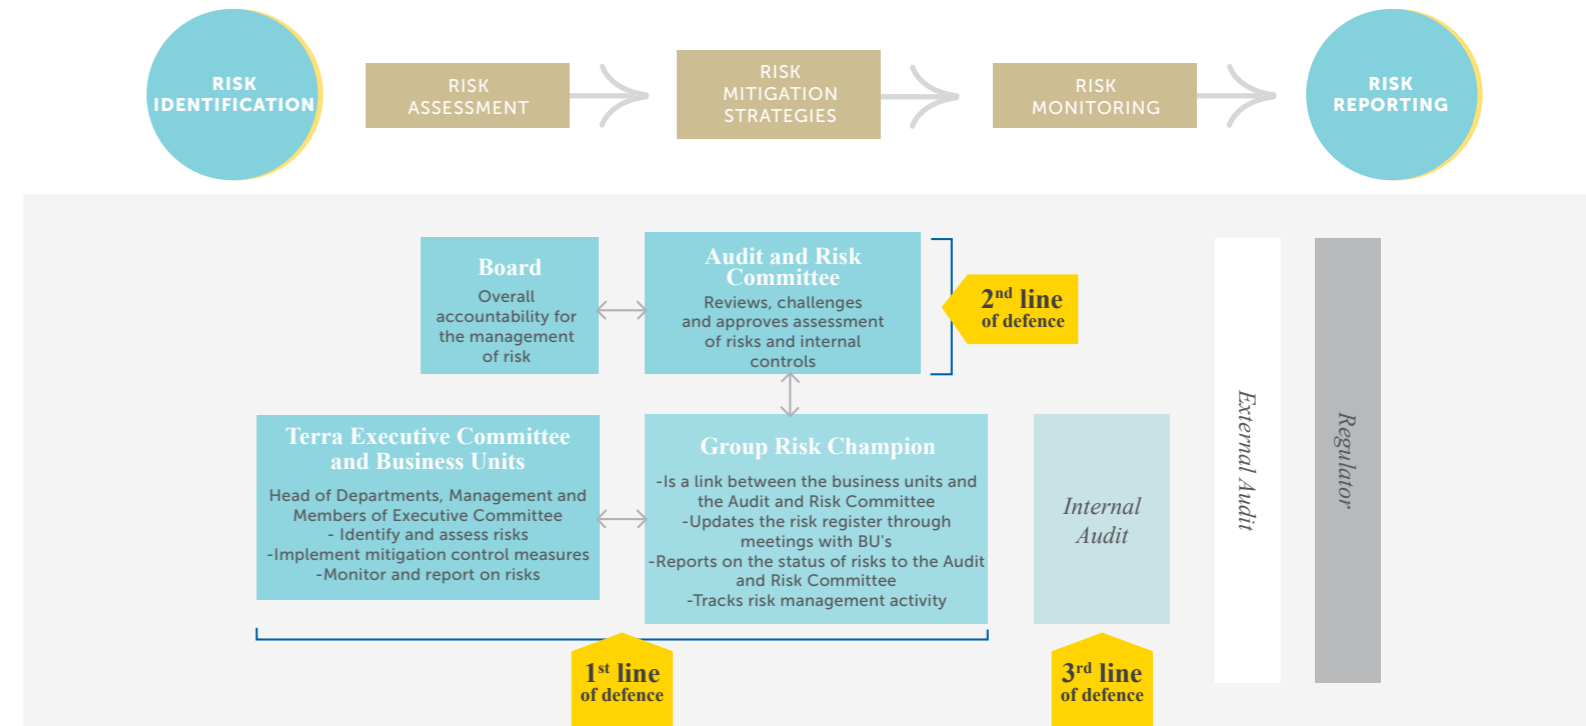 RISK
IDENTIFICATION
RISK
ASSESSMENT
RISK
MITIGATION
STRATEGIES
RISK
MONITORING
RISK
REPORTING
Board
Overall
accountability for
the management
of risk
Audit and Risk
Committee
Reviews, challenges
and approves assessment
of risks and internal
controls
2nd line
of defence
Terra Executive Committee
and Business Units
Head of Departments, Management and
Members of Executive Committee
- Identify and assess risks
-Implement mitigation control measures
-Monitor and report on risks
Group Risk Champion
-Is a link between the business units and
the Audit and Risk Committee
-Updates the risk register through
meetings with BU's
-Reports on the status of risks to the Audit
and Risk Committee
-Tracks risk management activity
Internal
Audit
External Audit
Regulator
1st line
of defence
3rd line
of defence